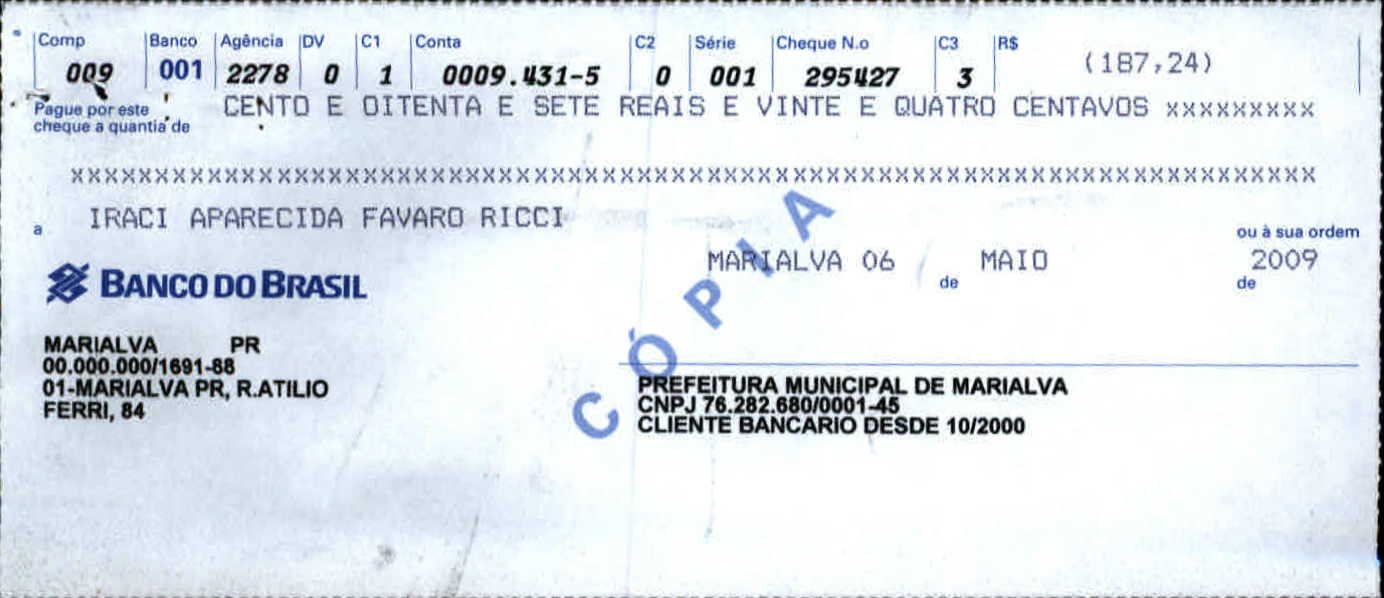 Comp Banco Agência DV C1 Conta C2 Série Cheque N.o C3 R$
009 001 2278 0 1 0009.431-5 0 001 295427 3 (187,24)
Pague por este cheque a quantia de CENTO E OITENTA E SETE REAIS E VINTE E QUATRO CENTAVOS xxxxxxxxx
XXXXXXXXXXXXXXXXXXXXXXXXXXXXXXXXXXXXXXXXXXXXXXXXXXXXXXXXXXXXXXXXXXXXXXXXX
a IRACI APARECIDA FAVARO RICCI ou à sua ordem
MARIALVA 06 de MAIO de 2009
BANCO DO BRASIL
CÓPIA
MARIALVA PR
00.000.000/1691-88
01-MARIALVA PR, R.ATILIO
FERRI, 84
PREFEITURA MUNICIPAL DE MARIALVA
CNPJ 76.282.680/0001-45
CLIENTE BANCARIO DESDE 10/2000